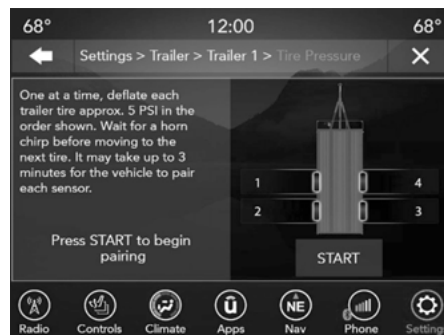 68° 12:00 68°
Settings > Trailer > Trailer 1 > Tire Pressure
One at a time, deflate each
trailer tire approx. 5 PSI in the
order shown. Wait for a horn
chirp before moving to the
next tire. It may take up to 3
minutes for the vehicle to pair
each sensor.
Press START to begin
pairing
1 4
2 3
START
NE
Radio Controls Climate Apps Nav Phone Setting